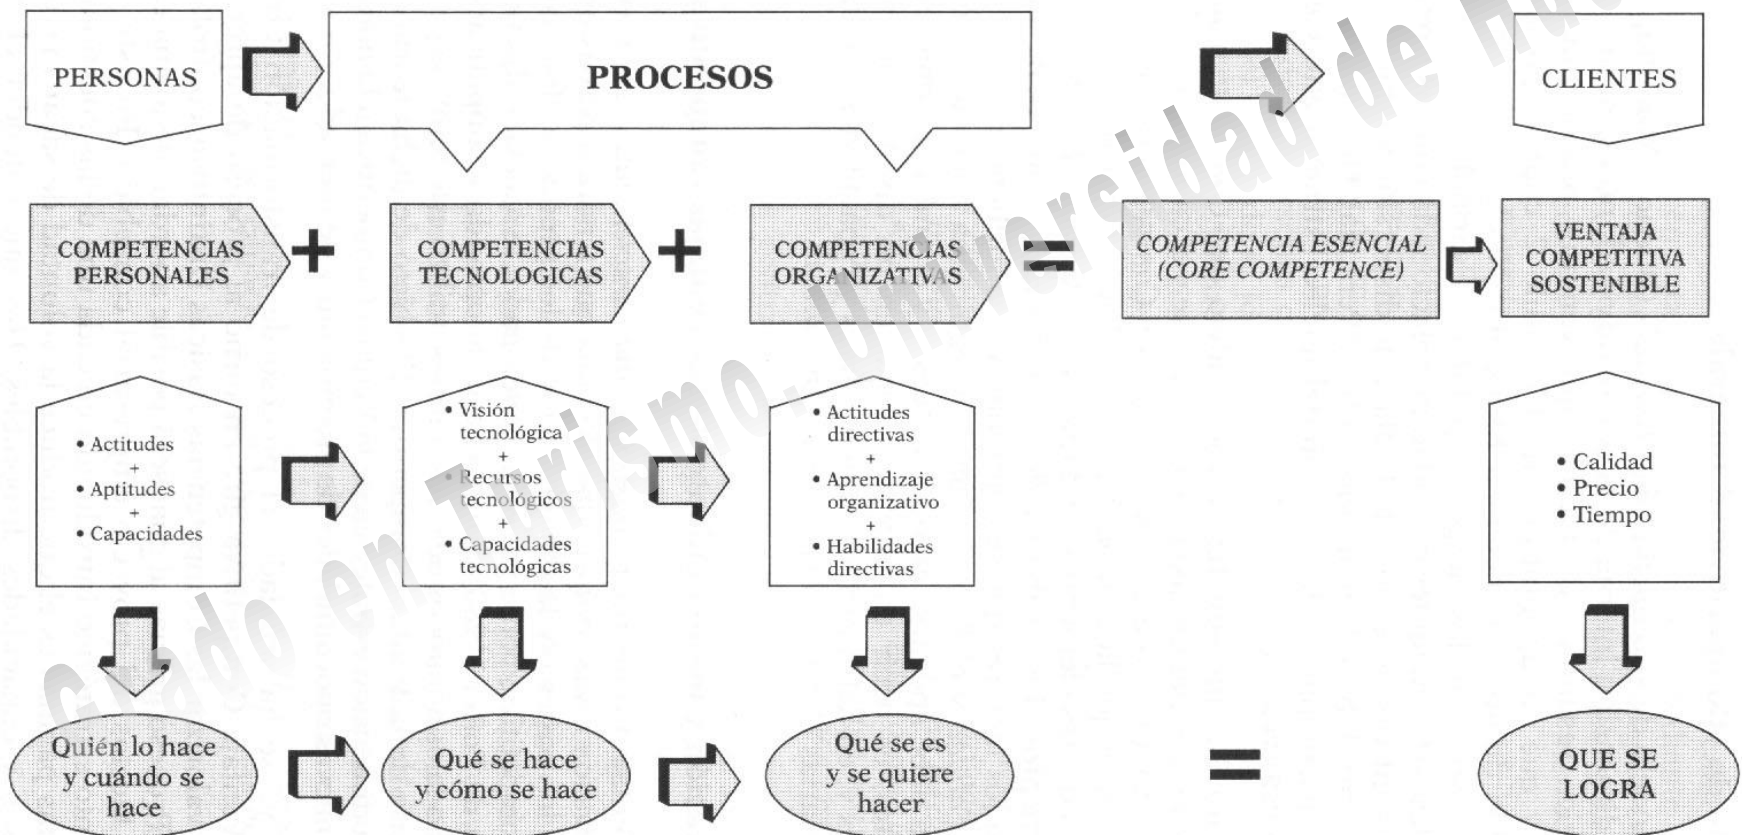 PERSONAS
PROCESOS
CLIENTES
COMPETENCIAS
PERSONALES
+
COMPETENCIAS
TECNOLOGICAS
+
COMPETENCIAS
ORGANIZATIVAS
=
COMPETENCIA ESENCIAL
(CORE COMPETENCE)
VENTAJA
COMPETITIVA
SOSTENIBLE
• Actitudes
+
• Aptitudes
+
• Capacidades
• Visión
tecnológica
+
• Recursos
tecnológicos
+
• Capacidades
tecnológicas
• Actitudes
directivas
+
• Aprendizaje
organizativo
+
• Habilidades
directivas
• Calidad
• Precio
• Tiempo
Quién lo hace
y cuándo se
hace
Qué se hace
y cómo se hace
Qué se es
y se quiere
hacer
=
QUE SE
LOGRA
Grado en Turismo. Universidad de